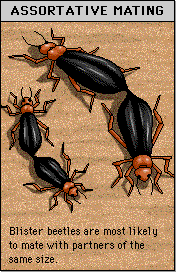 ASSORTATIVE MATING
Blister beetles are most likely
to mate with partners of the
same size.